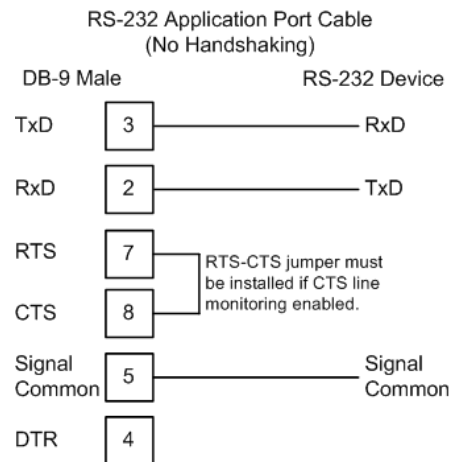 RS-232 Application Port Cable
(No Handshaking)
DB-9 Male
RS-232 Device
TxD 3 RxD
RxD 2 TxD
RTS 7
RTS-CTS jumper must
be installed if CTS line
monitoring enabled.
CTS 8
Signal
Common 5 Signal
Common
DTR 4